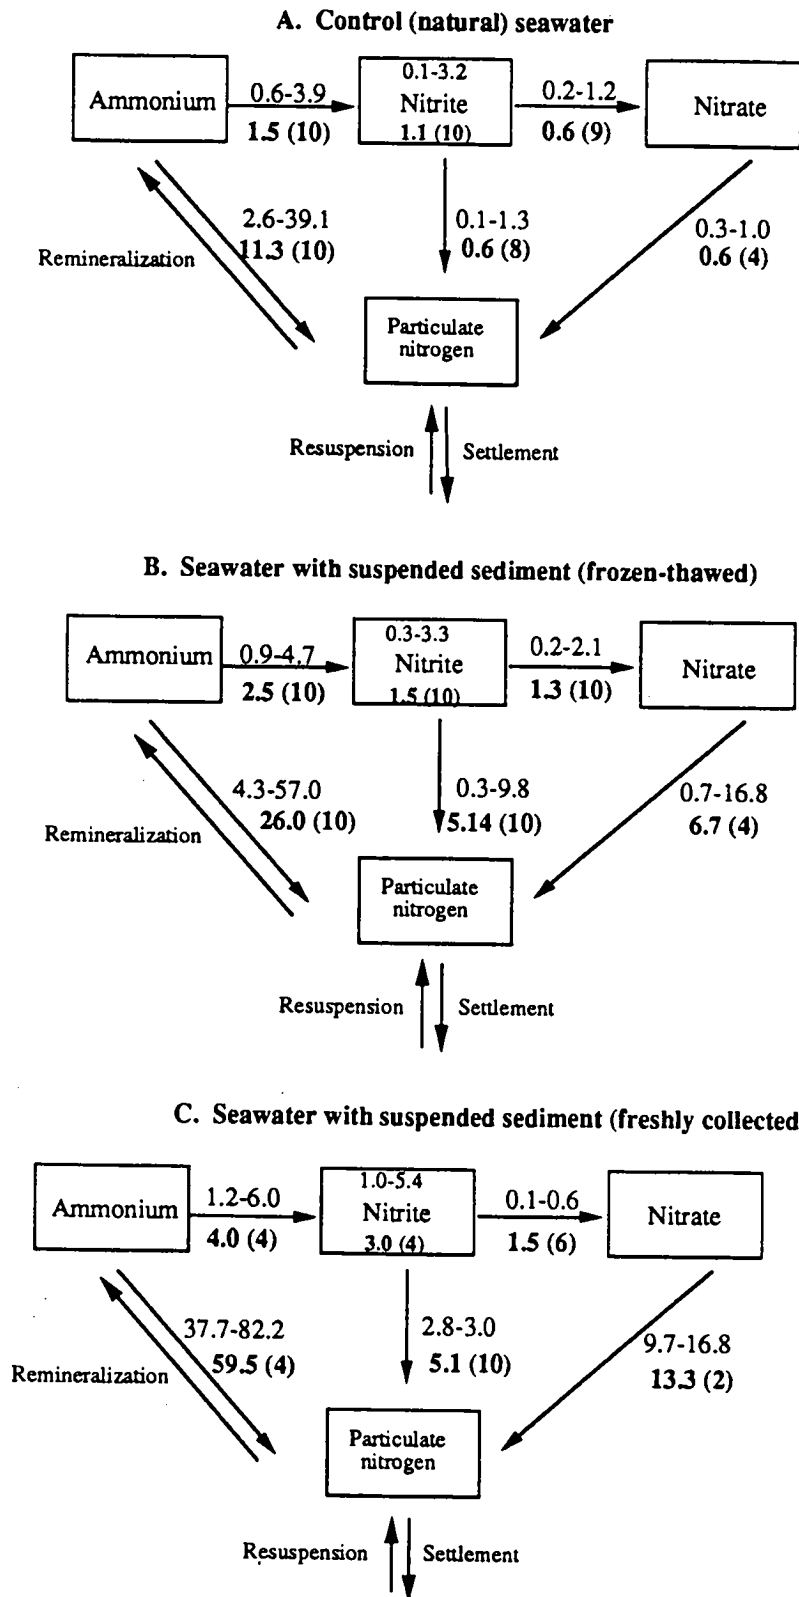 A. Control (natural) seawater
0.1-3.2
Ammonium 0.6-3.9 Nitrite 0.2-1.2 Nitrate
1.5 (10) 1.1 (10) 0.6 (9)
2.6-39.1 0.1-1.3 0.3-1.0
Remineralization 11.3 (10) 0.6 (8) 0.6 (4)
Particulate
nitrogen
Resuspension Settlement
B. Seawater with suspended sediment (frozen-thawed)
0.3-3.3
Ammonium 0.9-4.7 Nitrite 0.2-2.1 Nitrate
2.5 (10) 1.5 (10) 1.3 (10)
4.3-57.0 0.3-9.8 0.7-16.8
Remineralization 26.0 (10) 5.14 (10) 6.7 (4)
Particulate
nitrogen
Resuspension Settlement
C. Seawater with suspended sediment (freshly collected
1.0-5.4
Ammonium 1.2-6.0 Nitrite 0.1-0.6 Nitrate
4.0 (4) 3.0 (4) 1.5 (6)
37.7-82.2 2.8-3.0 9.7-16.8
Remineralization 59.5 (4) 5.1 (10) 13.3 (2)
Particulate
nitrogen
Resuspension Settlement